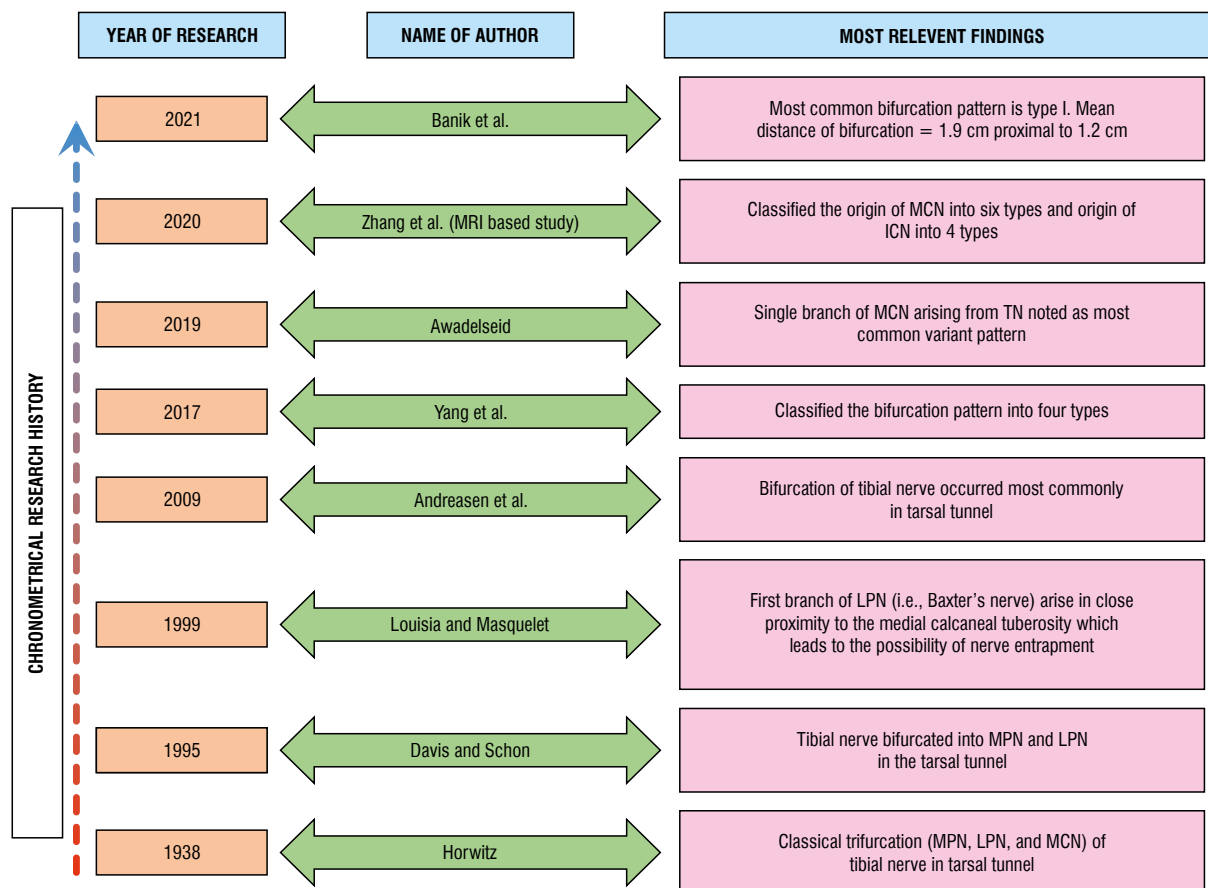 YEAR OF RESEARCH
NAME OF AUTHOR
MOST RELEVENT FINDINGS
CHRONOMETRICAL RESEARCH HISTORY
2021
Banik et al.
Most common bifurcation pattern is type I. Mean
distance of bifurcation = 1.9 cm proximal to 1.2 cm
2020
Zhang et al. (MRI based study)
Classified the origin of MCN into six types and origin of
ICN into 4 types
2019
Awadelseid
Single branch of MCN arising from TN noted as most
common variant pattern
2017
Yang et al.
Classified the bifurcation pattern into four types
2009
Andreasen et al.
Bifurcation of tibial nerve occurred most commonly
in tarsal tunnel
1999
Louisia and Masquelet
First branch of LPN (i.e., Baxter’s nerve) arise in close
proximity to the medial calcaneal tuberosity which
leads to the possibility of nerve entrapment
1995
Davis and Schon
Tibial nerve bifurcated into MPN and LPN
in the tarsal tunnel
1938
Horwitz
Classical trifurcation (MPN, LPN, and MCN) of
tibial nerve in tarsal tunnel